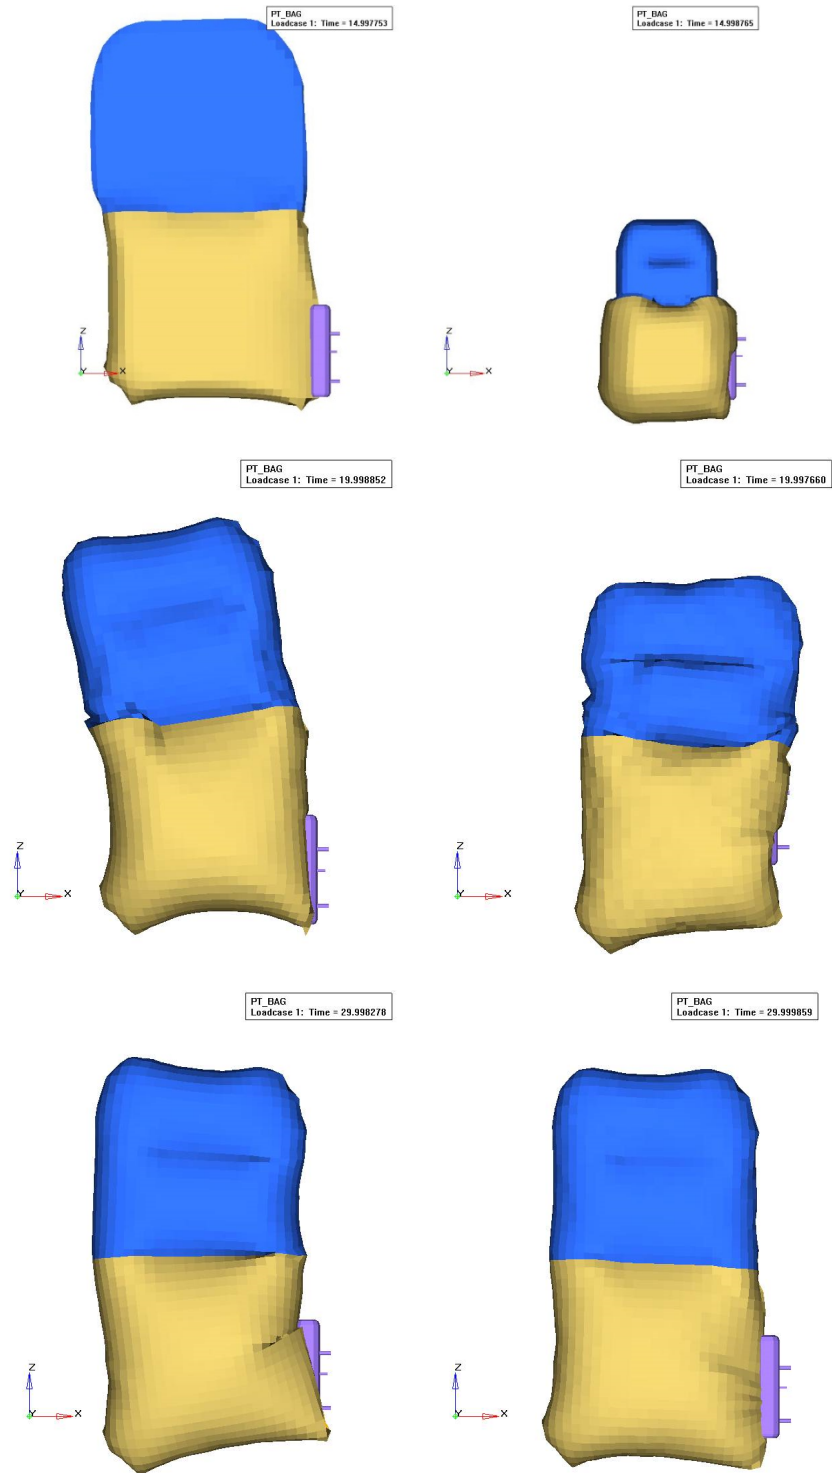 PT_BAG
Loadcase 1: Time = 14.997753
PT_BAG
Loadcase 1: Time = 14.998765
Z
Y
X
Z
Y
X
PT_BAG
Loadcase 1: Time = 19.998852
PT_BAG
Loadcase 1: Time = 19.997660
Z
Y
X
Z
Y
X
PT_BAG
Loadcase 1: Time = 29.998278
PT_BAG
Loadcase 1: Time = 29.999859
Z
Y
X
Z
Y
X